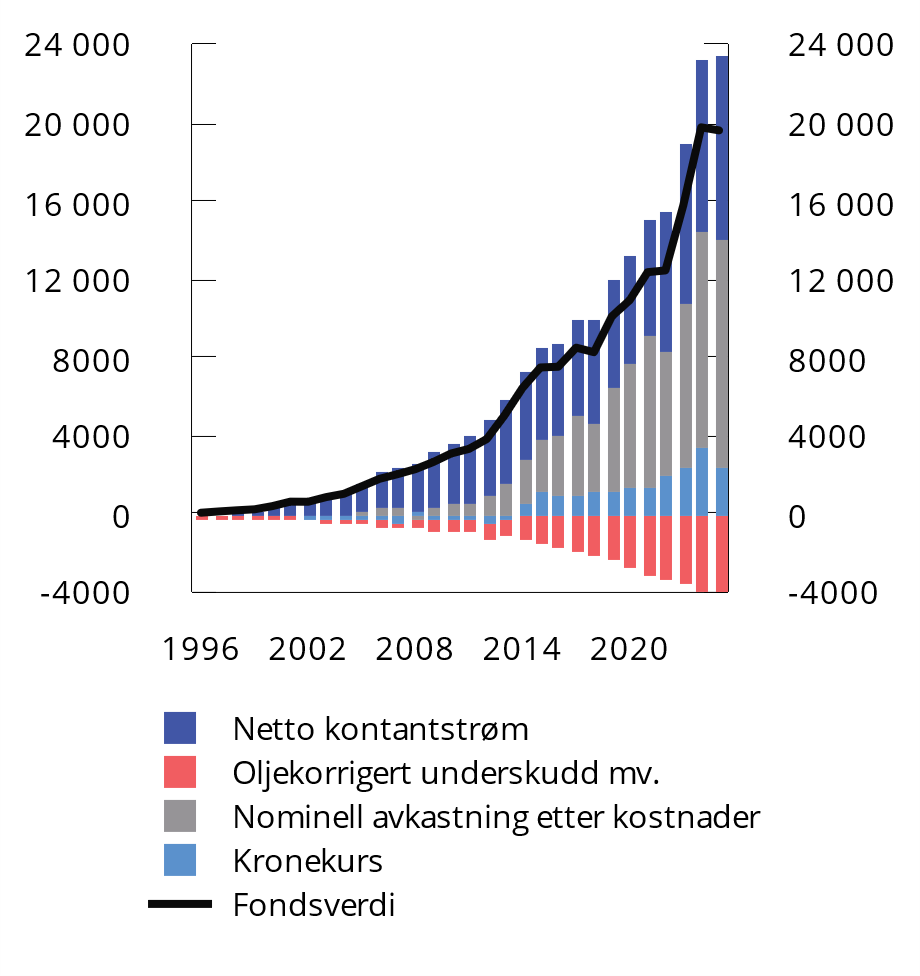 24 000 24 000
20 000 20 000
16 000 16 000
12 000 12 000
8000 8000
4000 4000
0 0
-4000 -4000
1996 2002 2008 2014 2020
Netto kontantstrøm
Oljekorrigert underskudd mv.
Nominell avkastning etter kostnader
Kronekurs
Fondsverdi